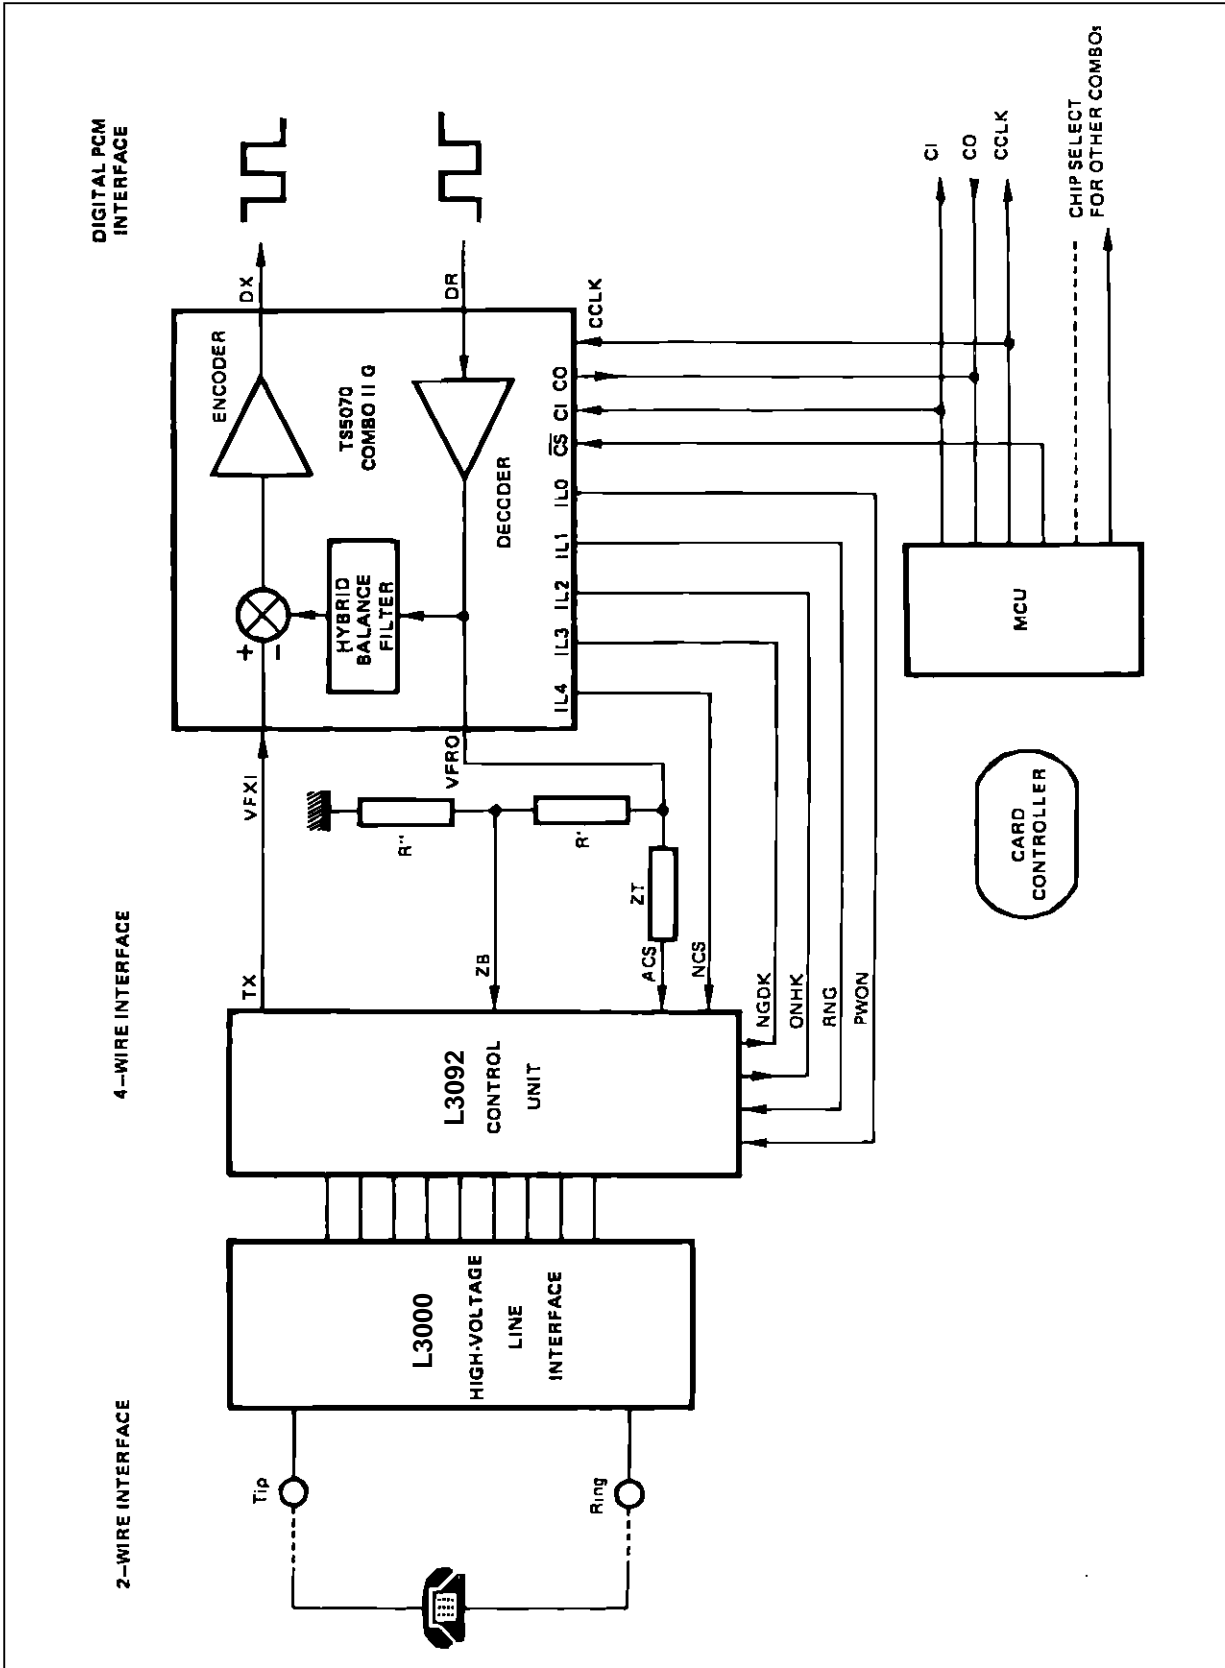 2–WIRE INTERFACE
4–WIRE INTERFACE
DIGITAL PCM
INTERFACE
Tip
Ring
L3000
HIGH-VOLTAGE
LINE
INTERFACE
L3092
CONTROL
UNIT
TX
VFXI
ZB
ACS
NCS
NGDK
ONHK
RNG
PWON
R''
R'
ZT
VFRO
+
–
HYBRID
BALANCE
FILTER
ENCODER
TS5070
COMBO II G
DECCDER
DX
DR
IL4
IL3
IL2
IL1
IL0
CS
CI
CO
CCLK
MCU
CARD
CONTROLLER
CI
CO
CCLK
CHIP SELECT
FOR OTHER COMBOs